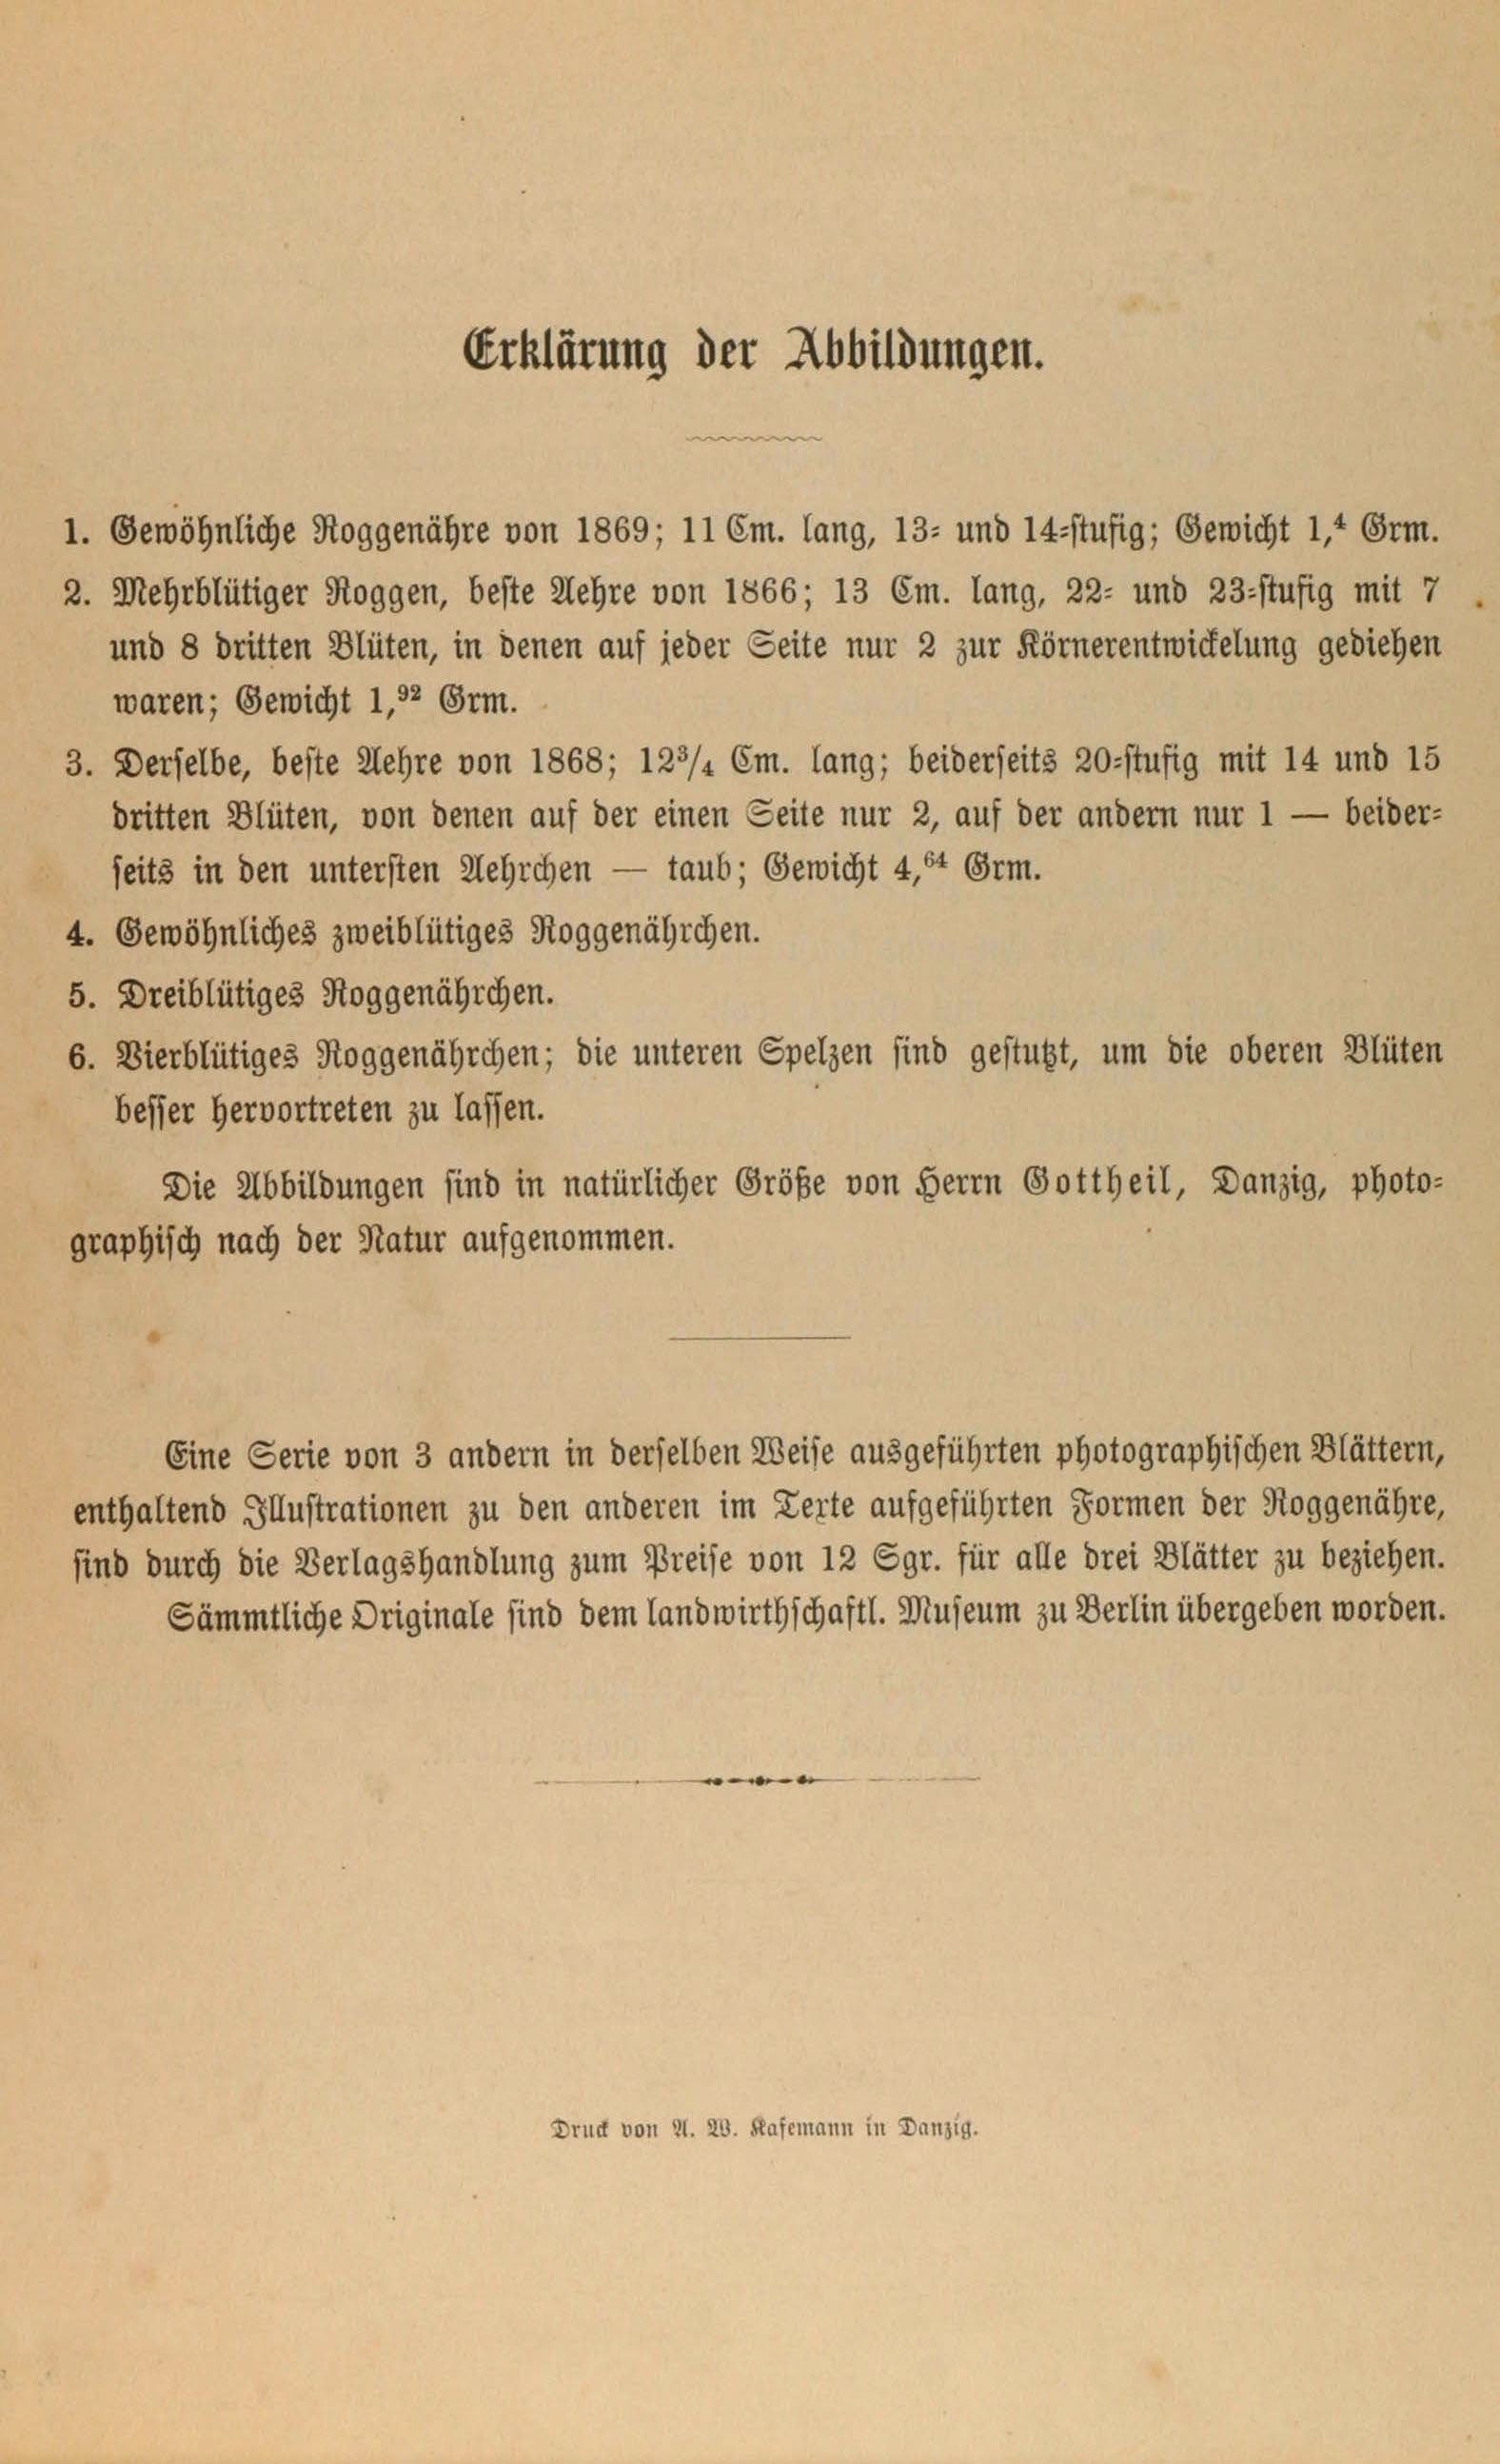 Erklärung der Abbildungen.
1. Gewöhnliche Roggenähre von 1869; 11 Cm. lang, 13= und 14=stufig; Gewicht 1,⁴ Grm.
2. Mehrblütiger Roggen, beste Aehre von 1866; 13 Cm. lang, 22= und 23=stufig mit 7
und 8 dritten Blüten, in denen auf jeder Seite nur 2 zur Körnerentwickelung gediehen
waren; Gewicht 1,⁹² Grm.
3. Derselbe, beste Aehre von 1868; 12³/₄ Cm. lang; beiderseits 20=stufig mit 14 und 15
dritten Blüten, von denen auf der einen Seite nur 2, auf der andern nur 1 — beider=
seits in den untersten Aehrchen — taub; Gewicht 4,⁶⁴ Grm.
4. Gewöhnliches zweiblütiges Roggenährchen.
5. Dreiblütiges Roggenährchen.
6. Vierblütiges Roggenährchen; die unteren Spelzen sind gestutzt, um die oberen Blüten
besser hervortreten zu lassen.
Die Abbildungen sind in natürlicher Größe von Herrn Gottheil, Danzig, photo=
graphisch nach der Natur aufgenommen.
Eine Serie von 3 andern in derselben Weise ausgeführten photographischen Blättern,
enthaltend Illustrationen zu den anderen im Texte aufgeführten Formen der Roggenähre,
sind durch die Verlagshandlung zum Preise von 12 Sgr. für alle drei Blätter zu beziehen.
Sämmtliche Originale sind dem landwirthschaftl. Museum zu Berlin übergeben worden.
Druck von A. W. Kafemann in Danzig.